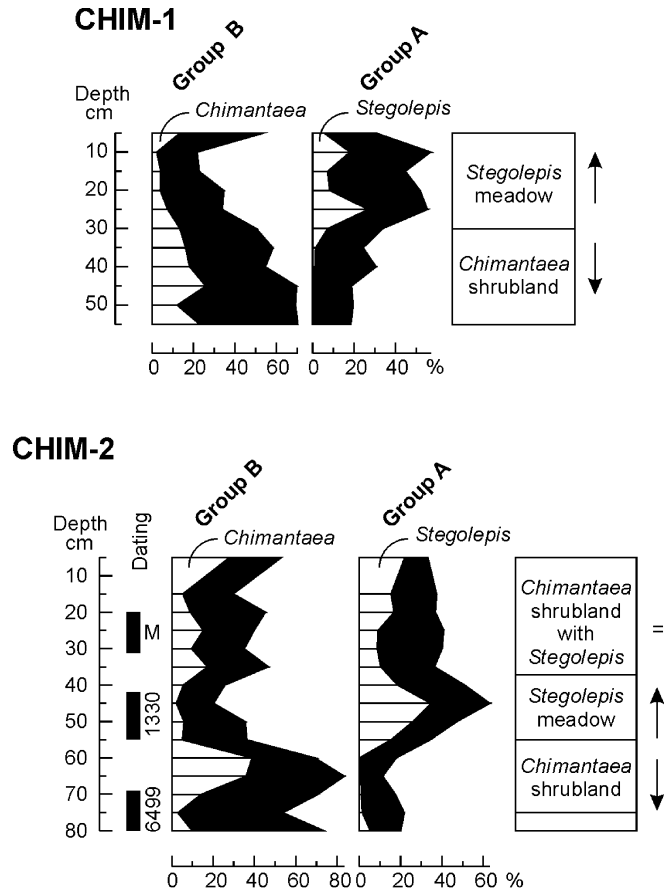 CHIM-1
Group B
Group A
Depth
cm
Chimantaea
Stegolepis
10
20
30
40
50
Stegolepis
meadow
Chimantaea
shrubland
0 20 40 60
0 20 40 %
CHIM-2
Group B
Group A
Depth
cm
Dating
Chimantaea
Stegolepis
10
20
30
40
50
60
70
80
M
1330
6499
Chimantaea
shrubland
with
Stegolepis
=
Stegolepis
meadow
Chimantaea
shrubland
0 20 40 60 80
0 20 40 60 %